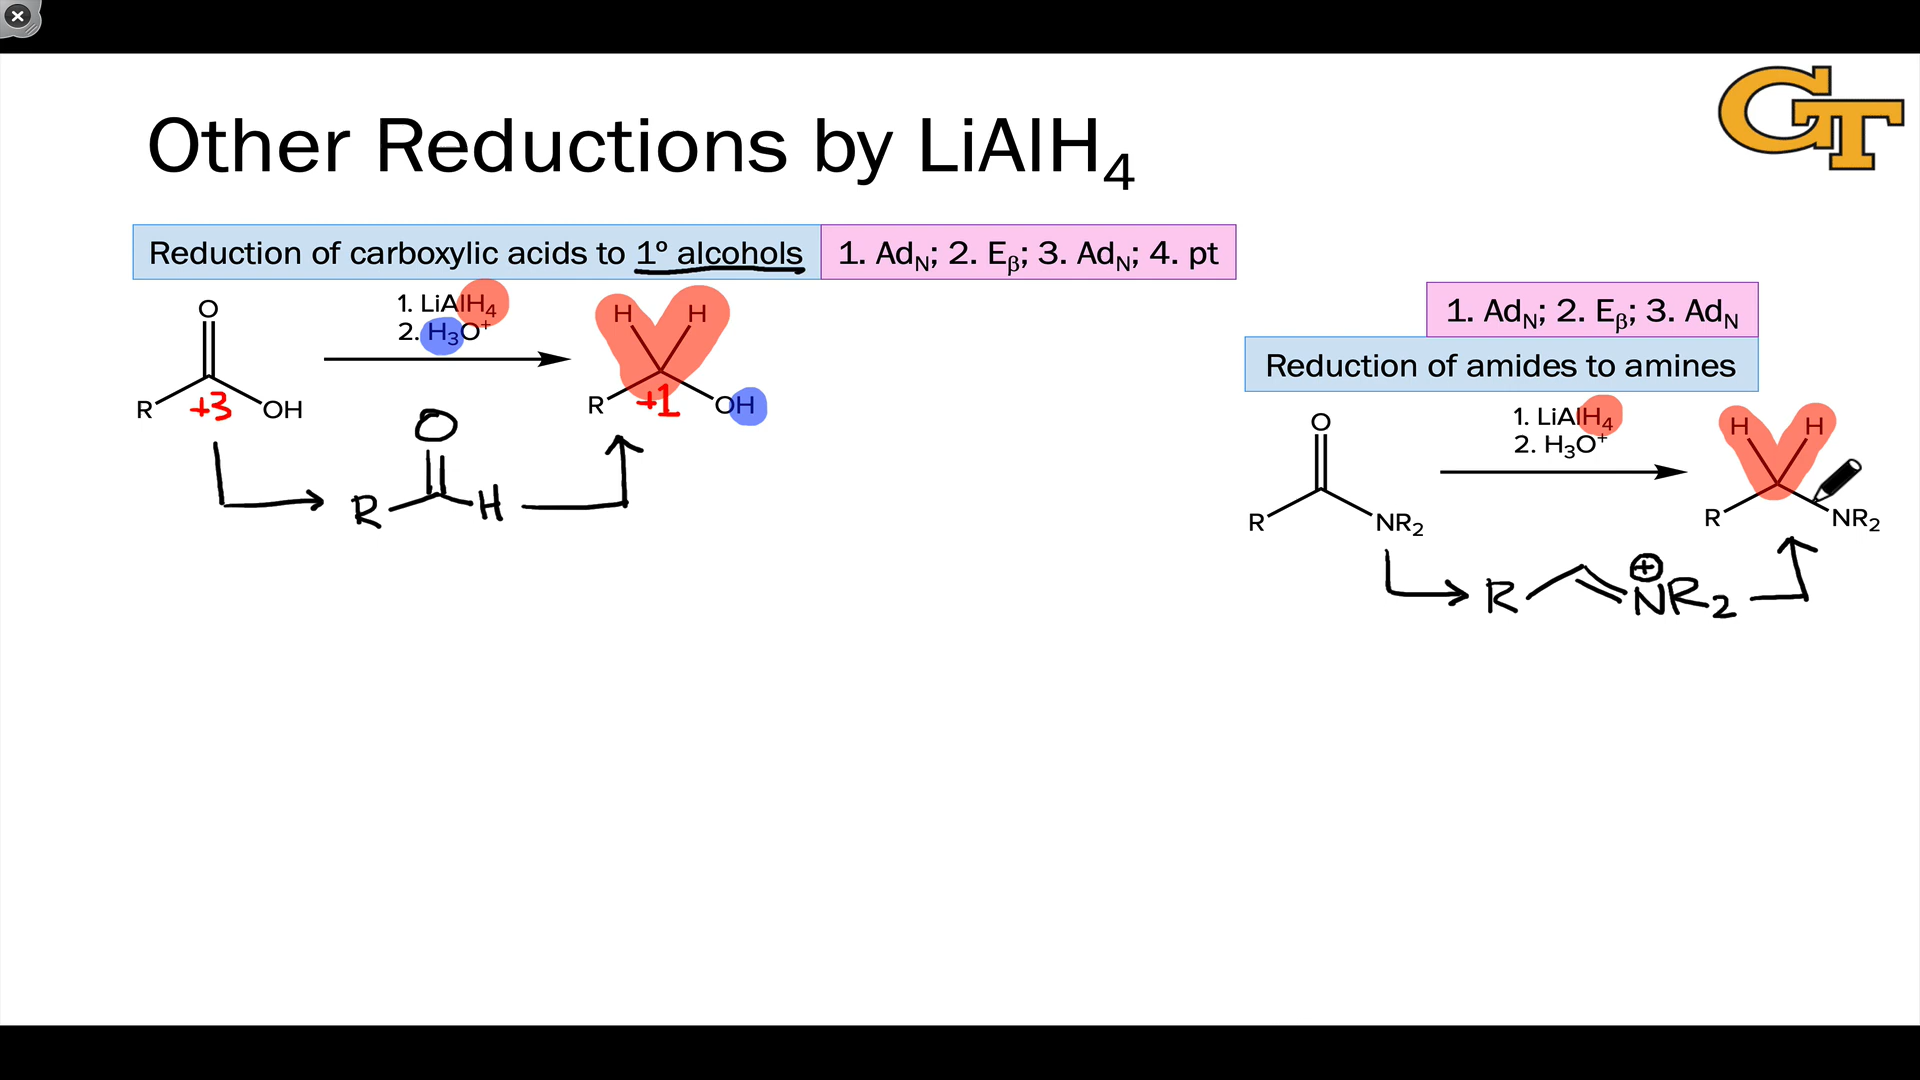 GT
Other Reductions by LiAlH4
Reduction of carboxylic acids to 1º alcohols
1. AdN; 2. Eβ; 3. AdN; 4. pt
O
R
OH
+3
1. LiAlH4
2. H3O+
H H
R
OH
+1
O
R
H
1. AdN; 2. Eβ; 3. AdN
Reduction of amides to amines
O
R
NR2
1. LiAlH4
2. H3O+
H H
R
NR2
R
+
NR2